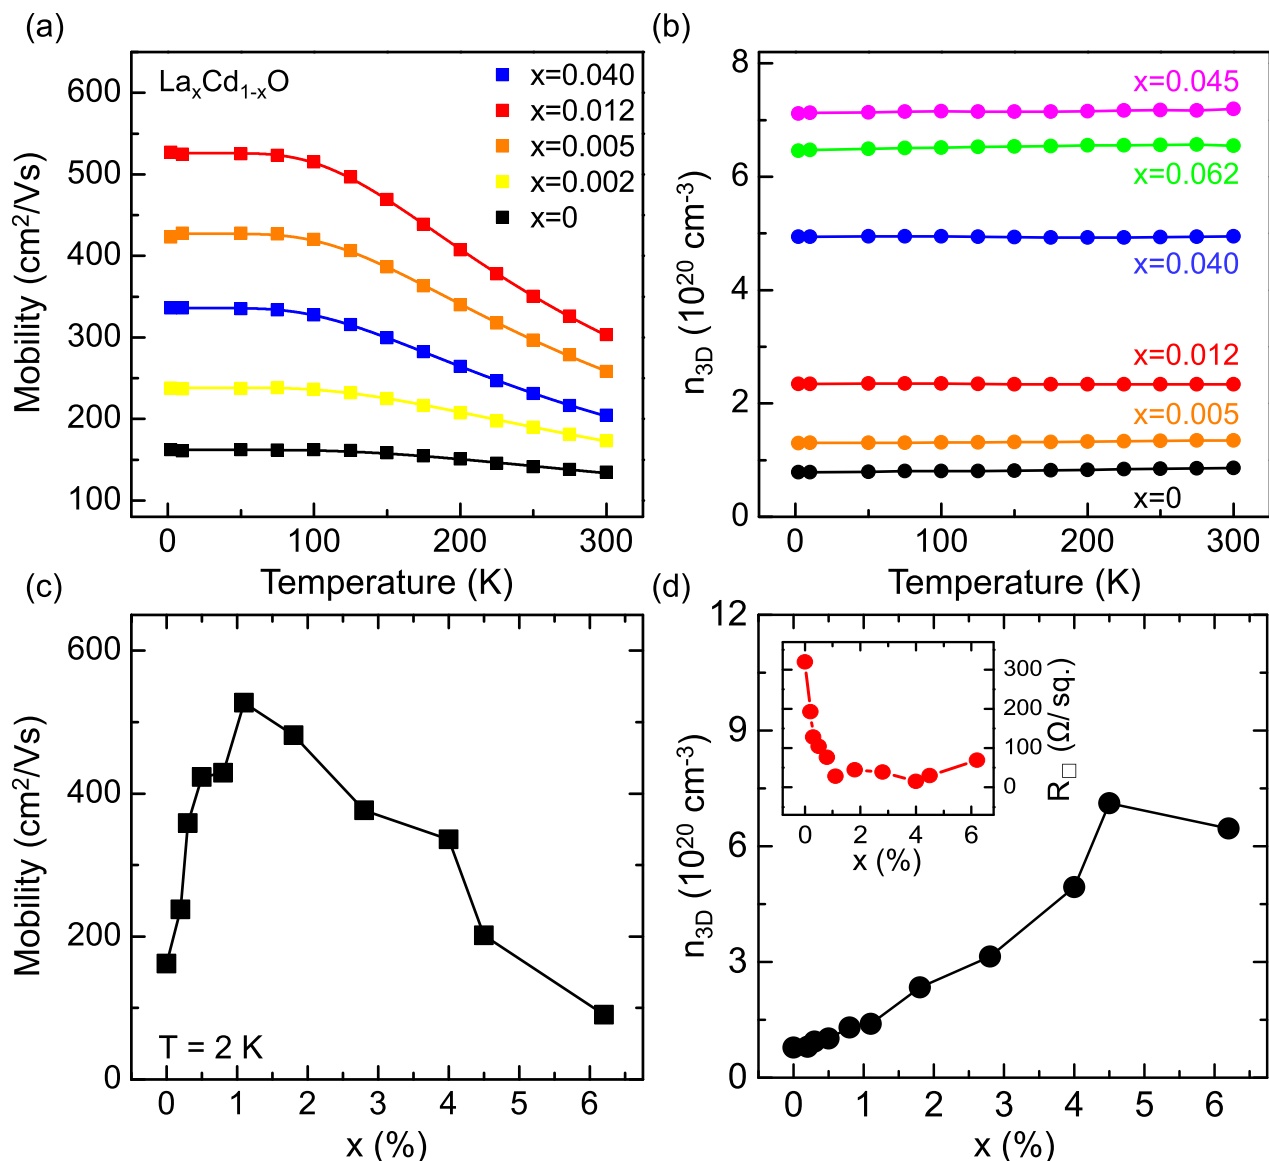 (a)
La<sub>x</sub>Cd<sub>1-x</sub>O
x=0.040
x=0.012
x=0.005
x=0.002
x=0
600
500
400
300
200
100
0
100
200
300
Mobility (cm<sup>2</sup>/Vs)
Temperature (K)
(b)
x=0.045
x=0.062
x=0.040
x=0.012
x=0.005
x=0
8
6
4
2
0
0
100
200
300
n<sub>3D</sub> (10<sup>20</sup> cm<sup>-3</sup>)
Temperature (K)
(c)
600
400
200
0
T = 2 K
0
1
2
3
4
5
6
Mobility (cm<sup>2</sup>/Vs)
x (%)
(d)
12
9
6
3
0
300
200
100
0
R<sub>□</sub> (Ω/ sq.)
0
2
4
6
x (%)
0
1
2
3
4
5
6
n<sub>3D</sub> (10<sup>20</sup> cm<sup>-3</sup>)
x (%)